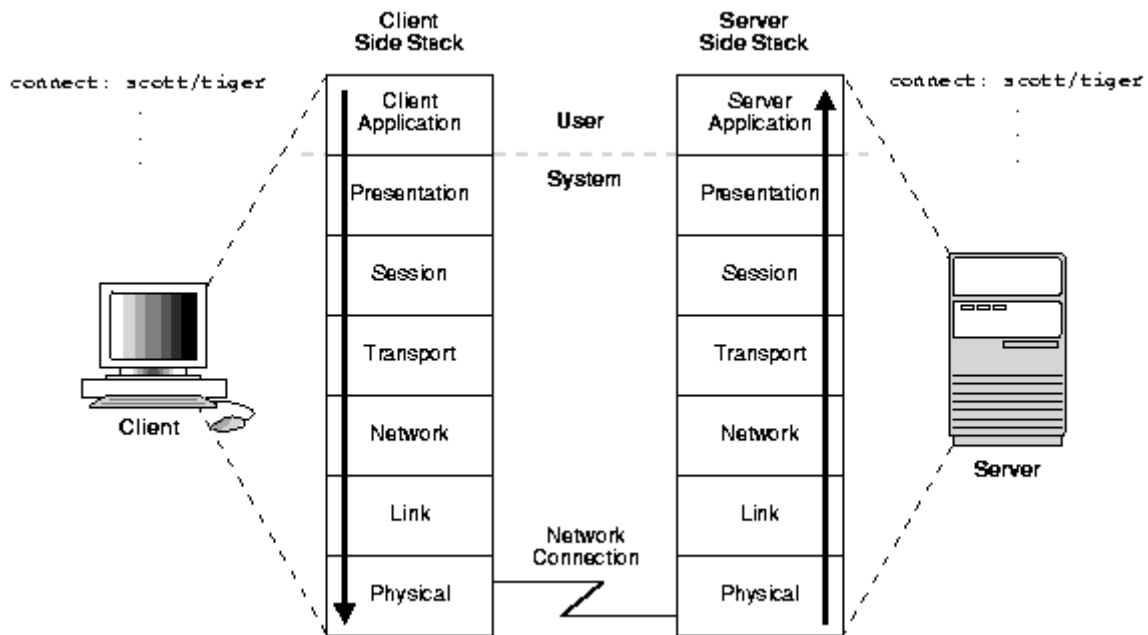 Client
Side Stack
Server
Side Stack
connect: scott/tiger
connect: scott/tiger
Client
Application
User
Server
Application
System
Presentation
Presentation
Session
Session
Transport
Transport
Client
Network
Network
Server
Link
Link
Network
Connection
Physical
Physical